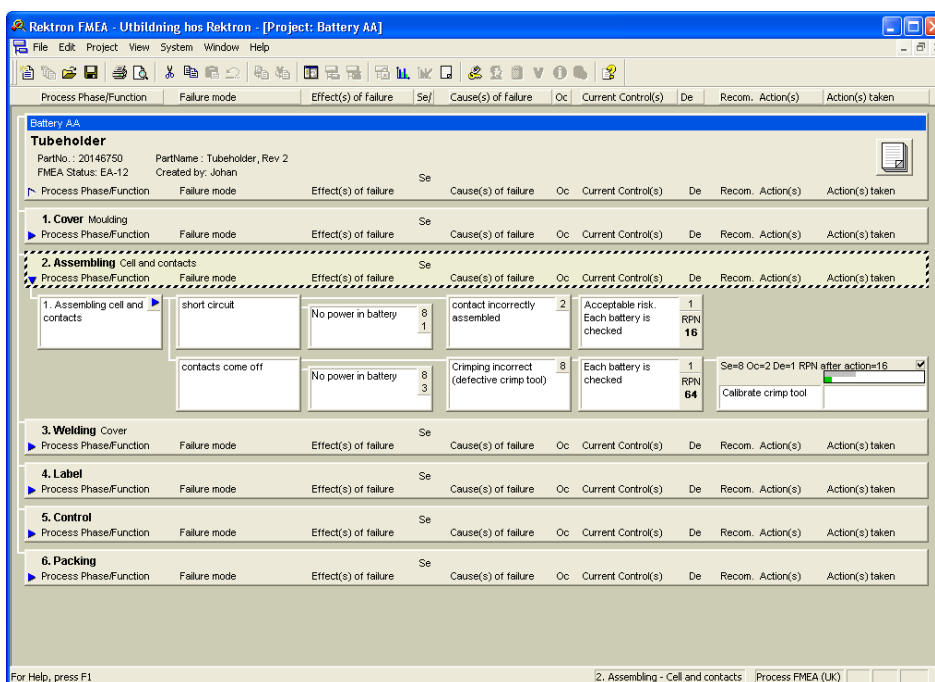 Rektron FMEA - Utbildning hos Rektron - [Project: Battery AA]
File Edit Project View System Window Help
Process Phase/Function Failure mode Effect(s) of failure Se/ Cause(s) of failure Oc Current Control(s) De Recom. Action(s) Action(s) taken
Battery AA
Tubeholder
PartNo. : 20146750 PartName : Tubeholder, Rev 2
FMEA Status: EA-12 Created by: Johan
Se
Process Phase/Function Failure mode Effect(s) of failure Cause(s) of failure Oc Current Control(s) De Recom. Action(s) Action(s) taken
1. Cover Moulding Se
Process Phase/Function Failure mode Effect(s) of failure Cause(s) of failure Oc Current Control(s) De Recom. Action(s) Action(s) taken
2. Assembling Cell and contacts Se
Process Phase/Function Failure mode Effect(s) of failure Cause(s) of failure Oc Current Control(s) De Recom. Action(s) Action(s) taken
1. Assembling cell and
contacts
short circuit
No power in battery
8
1
contact incorrectly
assembled
2
Acceptable risk.
Each battery is
checked
1
RPN
16
contacts come off
No power in battery
8
3
Crimping incorrect
(defective crimp tool)
8
Each battery is
checked
1
RPN
64
Se=8 Oc=2 De=1 RPN after action=16
Calibrate crimp tool
3. Welding Cover Se
Process Phase/Function Failure mode Effect(s) of failure Cause(s) of failure Oc Current Control(s) De Recom. Action(s) Action(s) taken
4. Label Se
Process Phase/Function Failure mode Effect(s) of failure Cause(s) of failure Oc Current Control(s) De Recom. Action(s) Action(s) taken
5. Control Se
Process Phase/Function Failure mode Effect(s) of failure Cause(s) of failure Oc Current Control(s) De Recom. Action(s) Action(s) taken
6. Packing Se
Process Phase/Function Failure mode Effect(s) of failure Cause(s) of failure Oc Current Control(s) De Recom. Action(s) Action(s) taken
For Help, press F1 2. Assembling - Cell and contacts Process FMEA (UK)